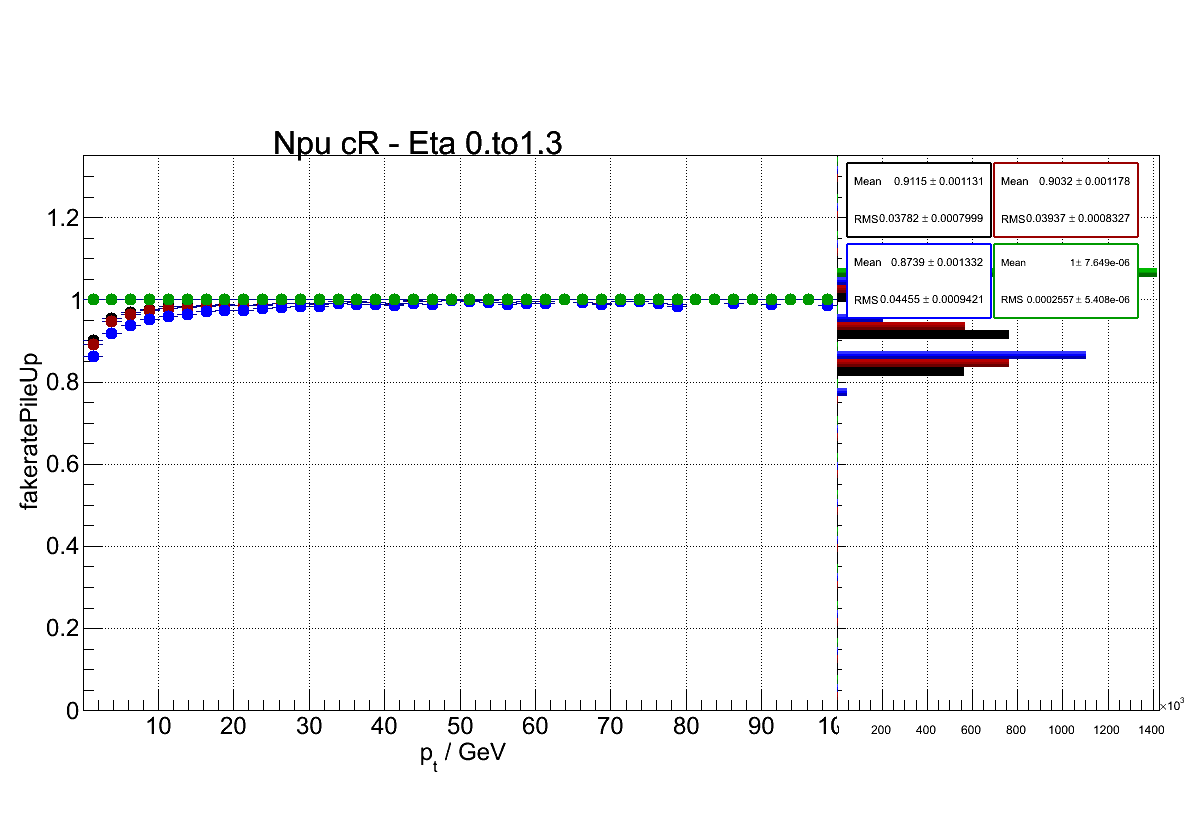 Npu cR - Eta 0.to1.3
fakeratePileUp
1.2
1
0.8
0.6
0.4
0.2
0
10 20 30 40 50 60 70 80 90 10
p_t / GeV
Mean 0.9115 ± 0.001131
RMS 0.03782 ± 0.0007999
Mean 0.9032 ± 0.001178
RMS 0.03937 ± 0.0008327
Mean 0.8739 ± 0.001332
RMS 0.04455 ± 0.0009421
Mean 1± 7.649e-06
RMS 0.0002557± 5.408e-06
200 400 600 800 1000 1200 1400
×10³